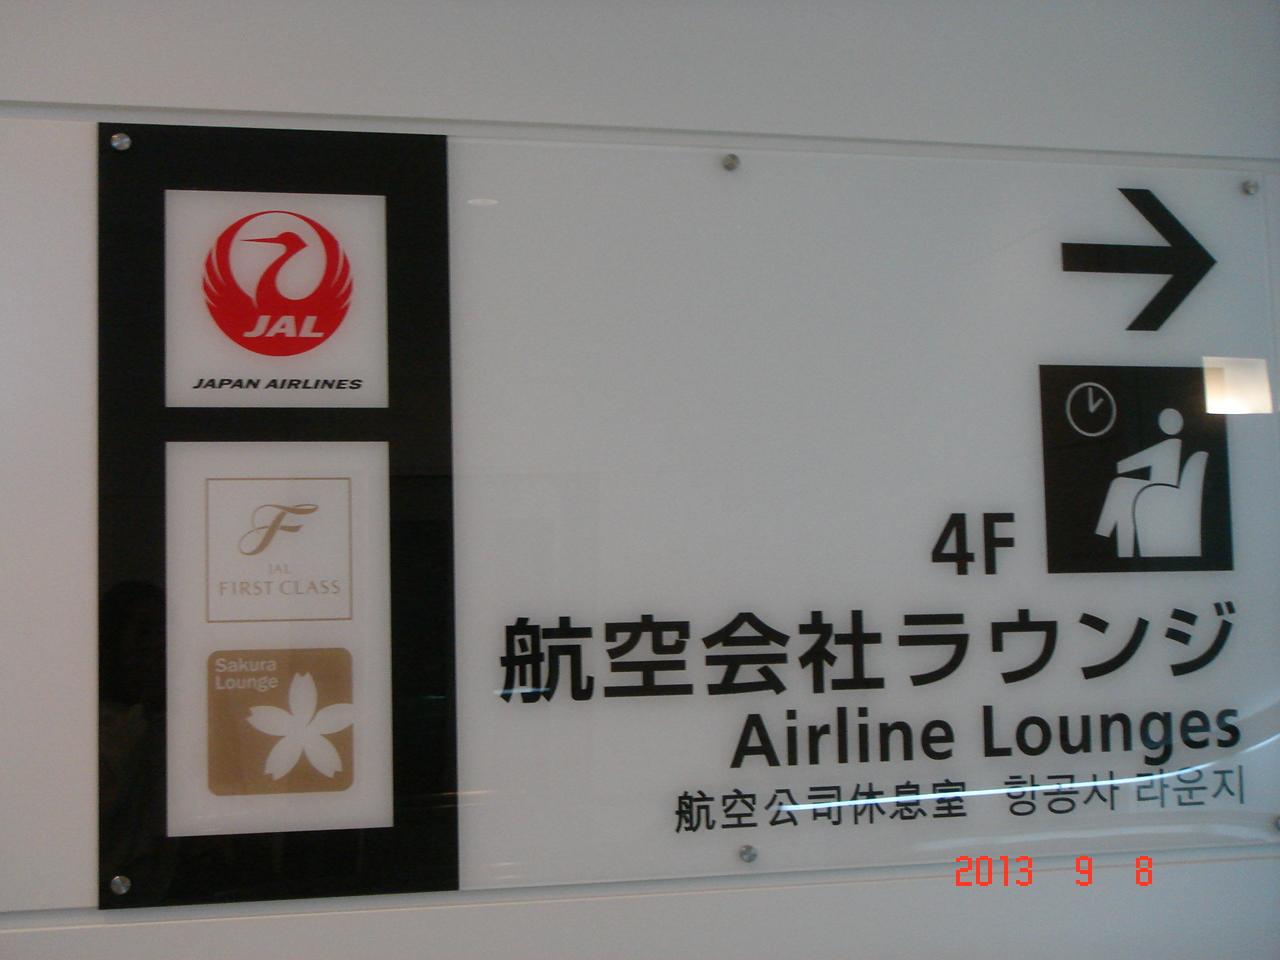 JAL
JAPAN AIRLINES
F
JAL
FIRST CLASS
Sakura
Lounge
4F
航空会社ラウンジ
Airline Lounges
航空公司休息室 항공사 라운지
2013 9 8